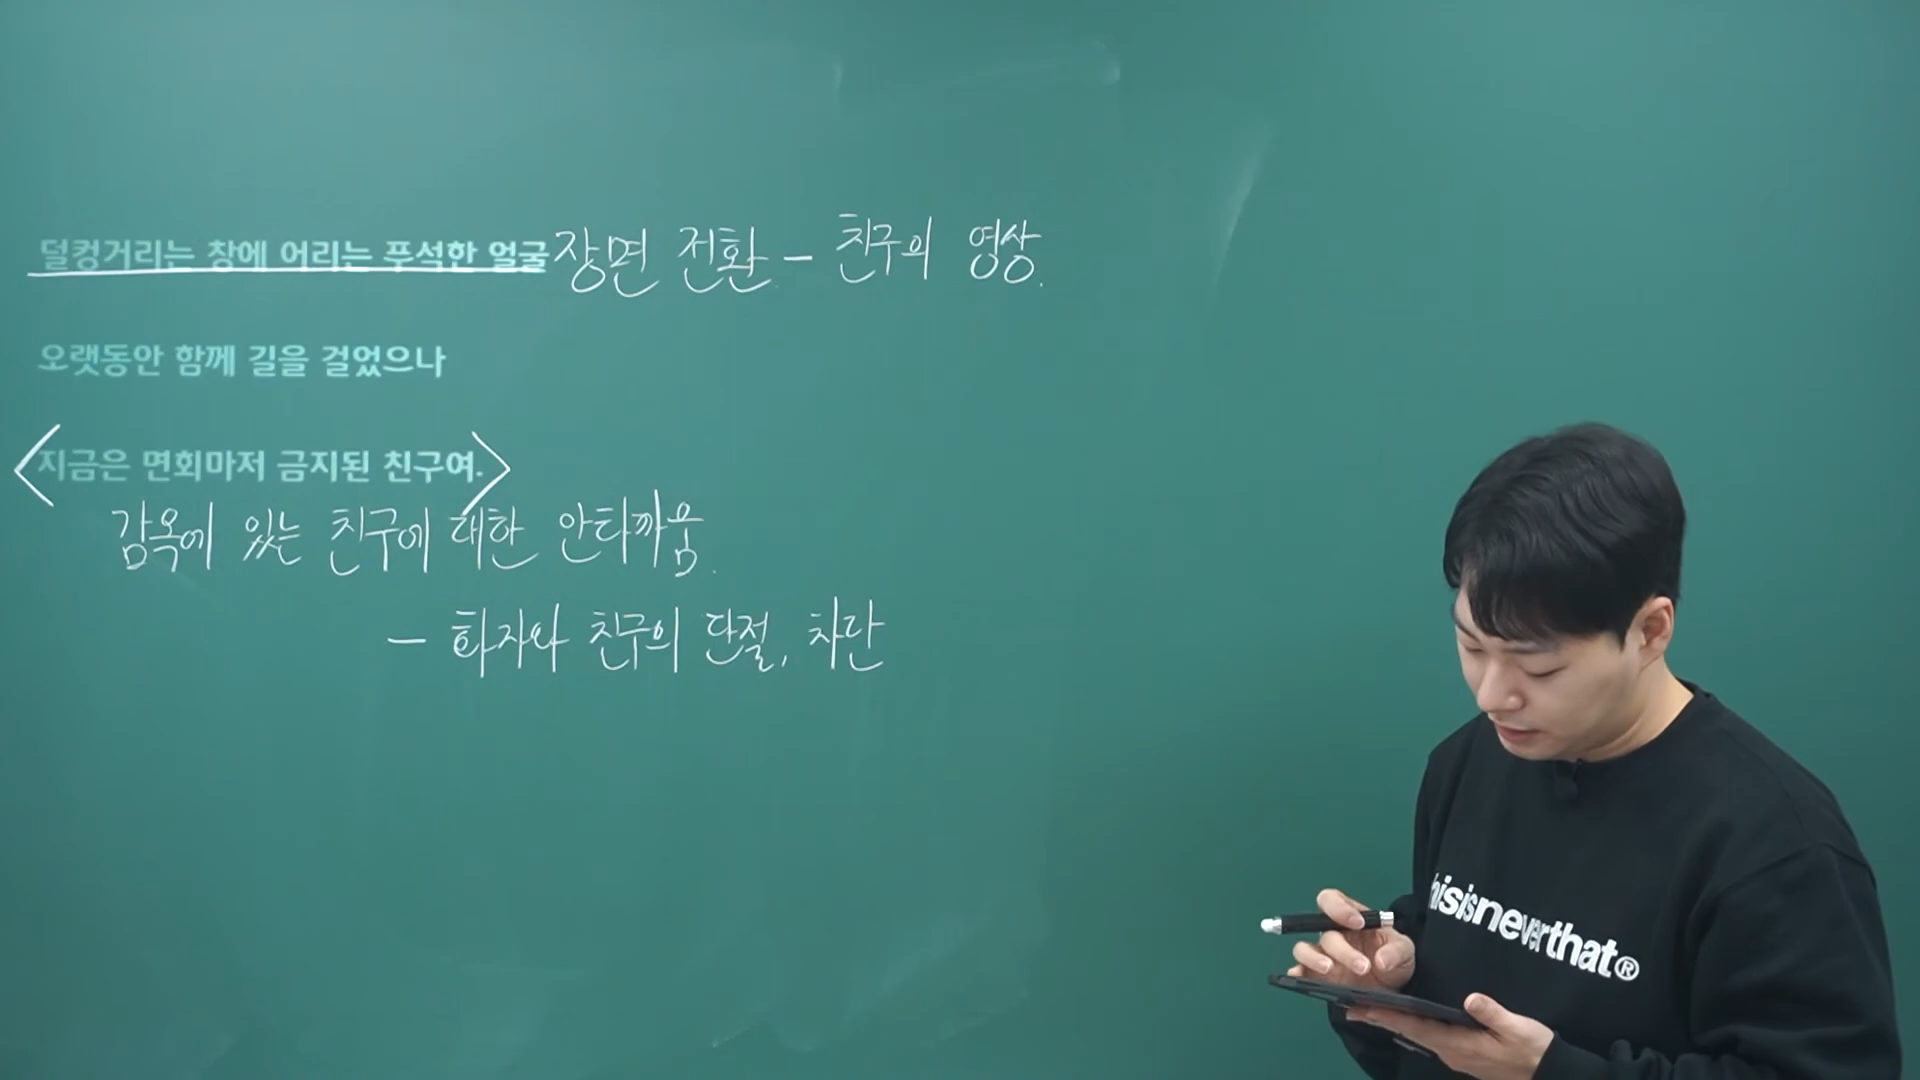 덜컹거리는 창에 어리는 푸석한 얼굴 장면 전환 - 친구의 영상.
오랫동안 함께 길을 걸었으나
<지금은 면회마저 금지된 친구여.>
감옥에 있는 친구에 대한 안타까움.
- 화자와 친구의 단절, 차단
hisisneverthat®